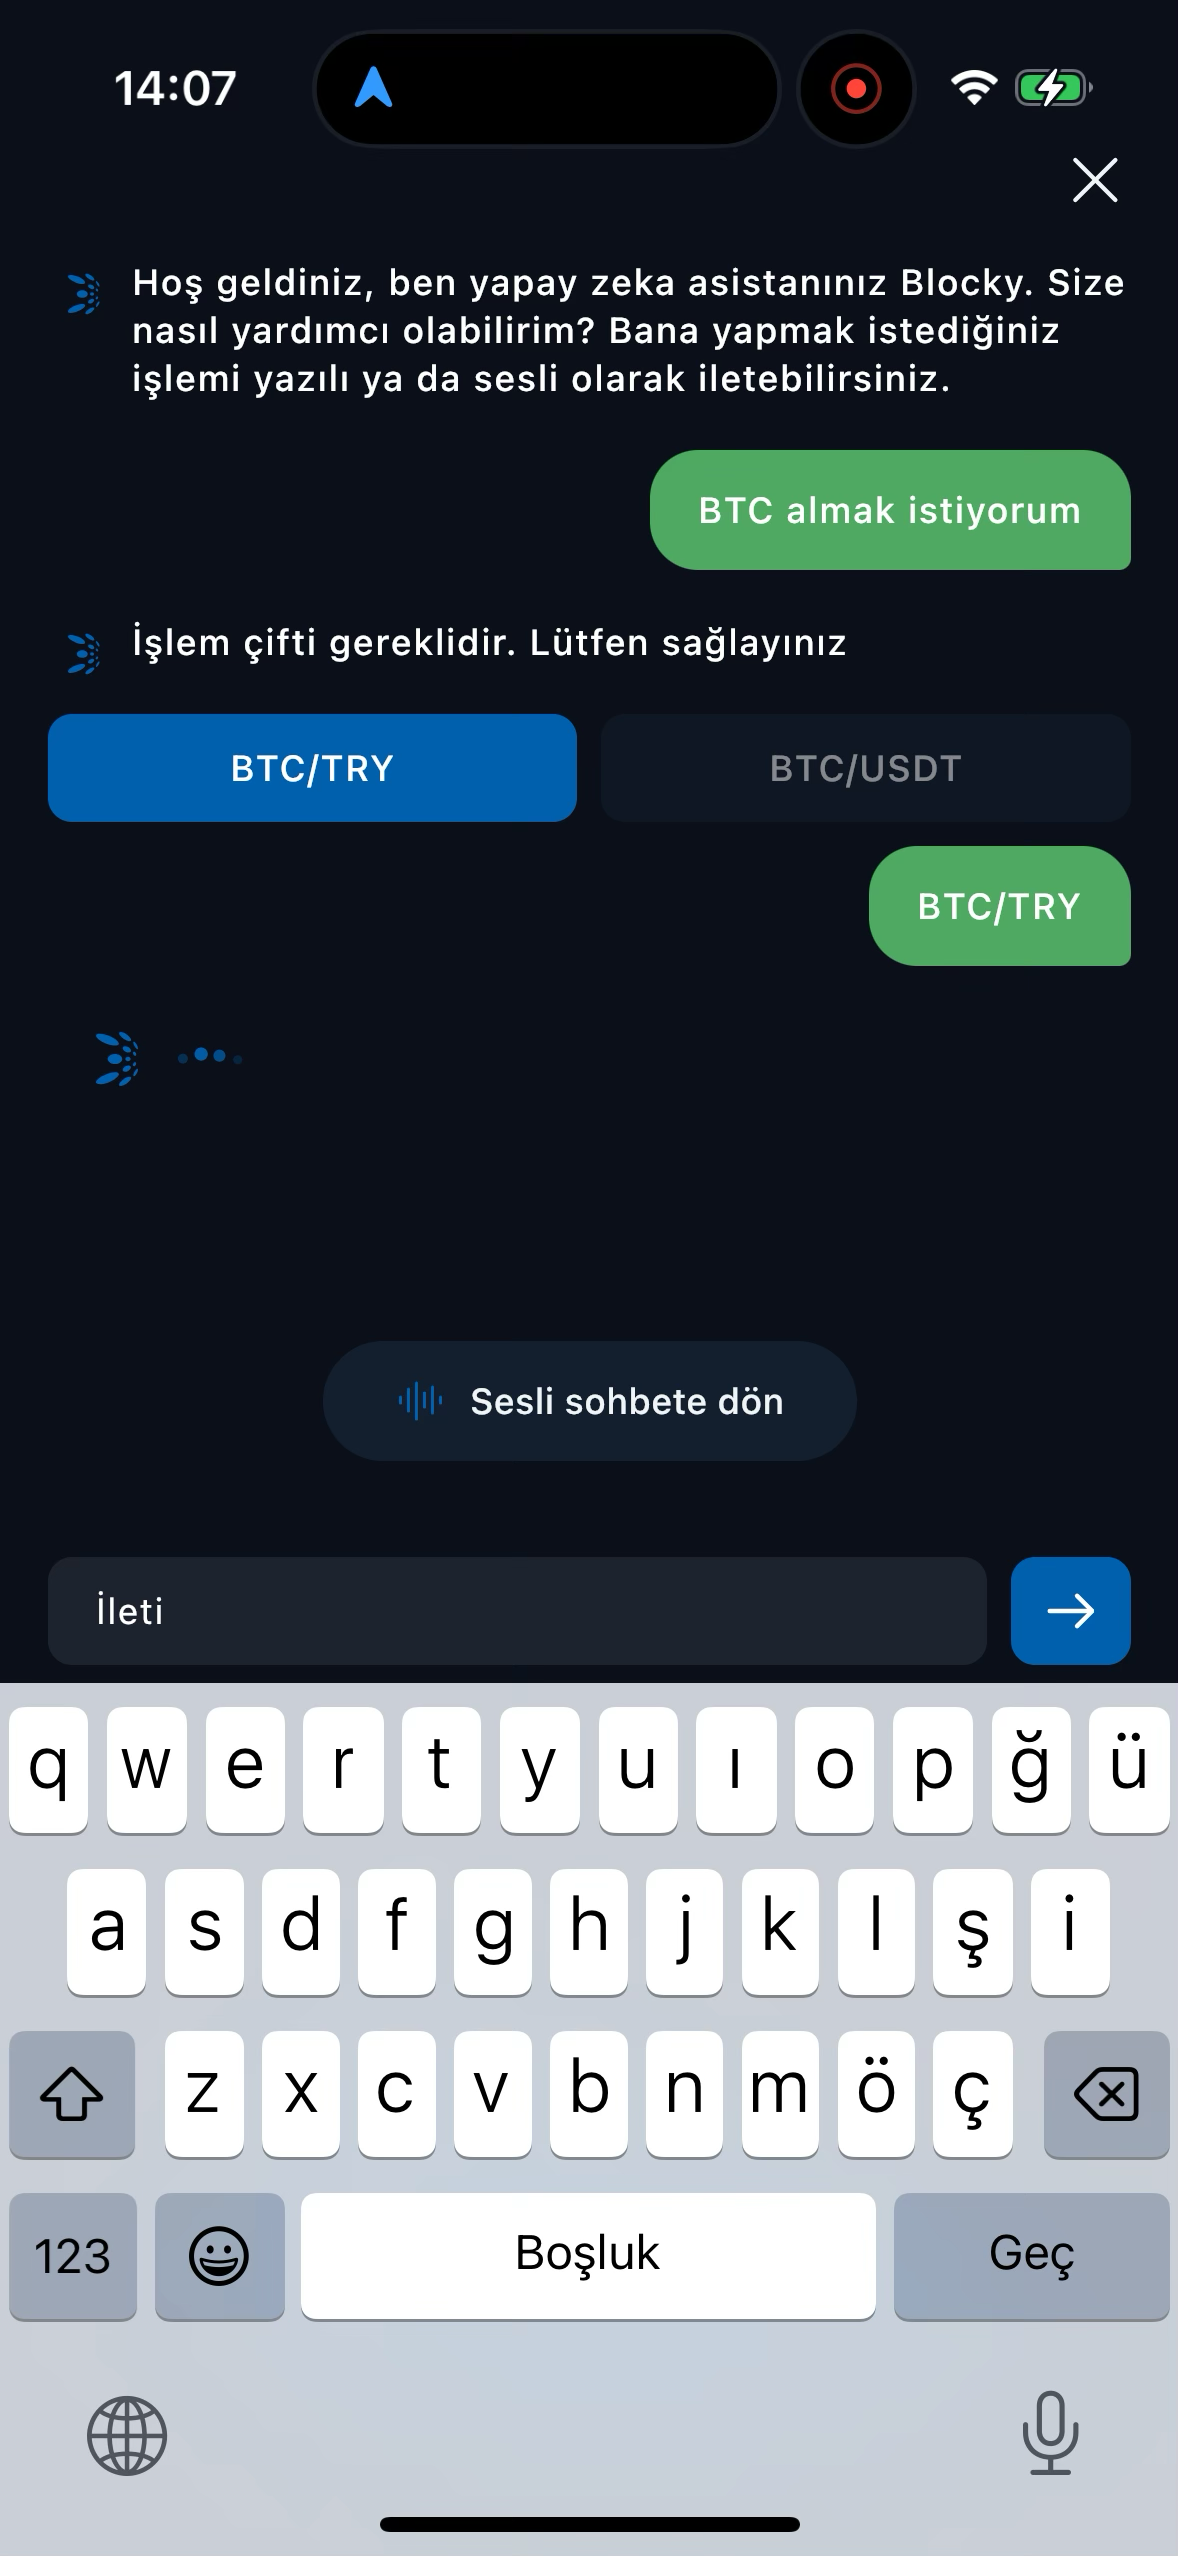 14:07
Hoş geldiniz, ben yapay zeka asistanınız Blocky. Size
nasıl yardımcı olabilirim? Bana yapmak istediğiniz
işlemi yazılı ya da sesli olarak iletebilirsiniz.
BTC almak istiyorum
İşlem çifti gereklidir. Lütfen sağlayınız
BTC/TRY
BTC/USDT
BTC/TRY
Sesli sohbete dön
İleti
q w e r t y u ı o p ğ ü
a s d f g h j k l ş i
z x c v b n m ö ç
123 Boşluk Geç